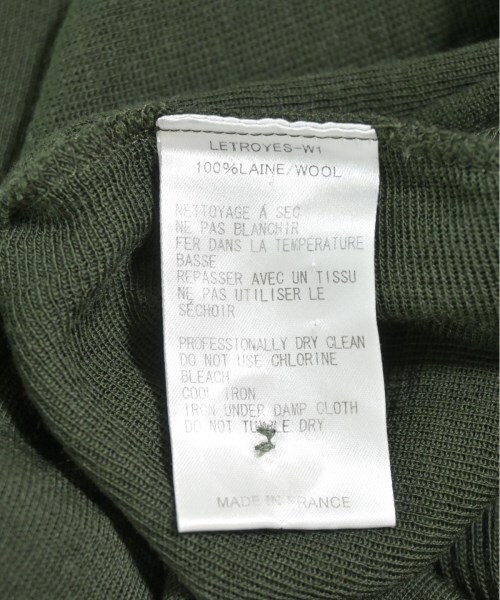 LETROYES-W1
100%LAINE/WOOL
NETTOYAGE Á SEC
NE PAS BLANCHIR
FER DANS LA TEMPÉRATURE
BASSE
REPASSER AVEC UN TISSU
NE PAS UTILISER LE
SÉCHOIR
PROFESSIONALLY DRY CLEAN
DO NOT USE CHLORINE
BLEACH
COOL IRON
IRON UNDER DAMP CLOTH
DO NOT TUMBLE DRY
MADE IN FRANCE